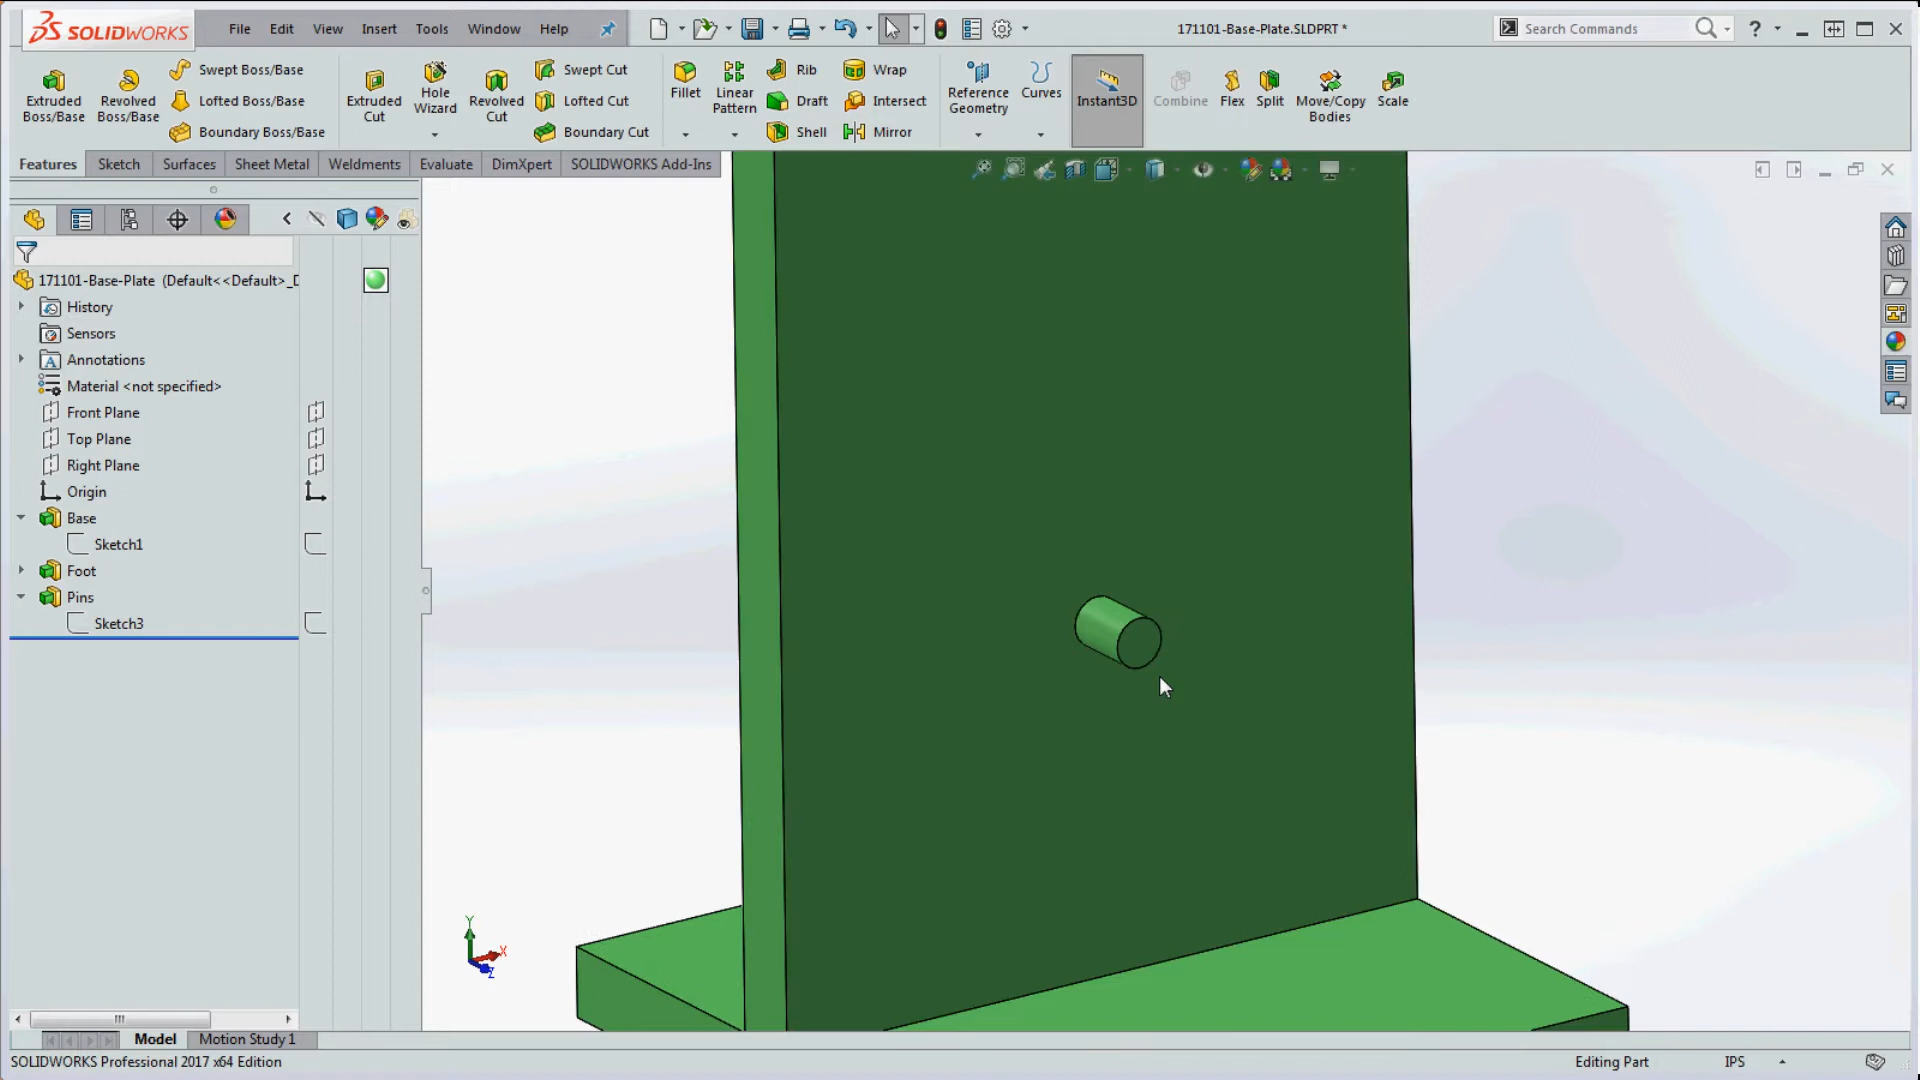 SOLIDWORKS File Edit View Insert Tools Window Help 171101-Base-Plate.SLDPRT * Search Commands ?
Extruded Boss/Base
Revolved Boss/Base
Swept Boss/Base
Lofted Boss/Base
Boundary Boss/Base
Extruded Cut
Hole Wizard
Revolved Cut
Swept Cut
Lofted Cut
Boundary Cut
Fillet
Linear Pattern
Rib
Draft
Shell
Wrap
Intersect
Mirror
Reference Geometry
Curves
Instant3D
Combine
Flex
Split
Move/Copy Bodies
Scale
Features Sketch Surfaces Sheet Metal Weldments Evaluate DimXpert SOLIDWORKS Add-Ins
171101-Base-Plate (Default<<Default>_D
History
Sensors
Annotations
Material <not specified>
Front Plane
Top Plane
Right Plane
Origin
Base
Sketch1
Foot
Pins
Sketch3
Y
X
Z
Model Motion Study 1
SOLIDWORKS Professional 2017 x64 Edition Editing Part IPS